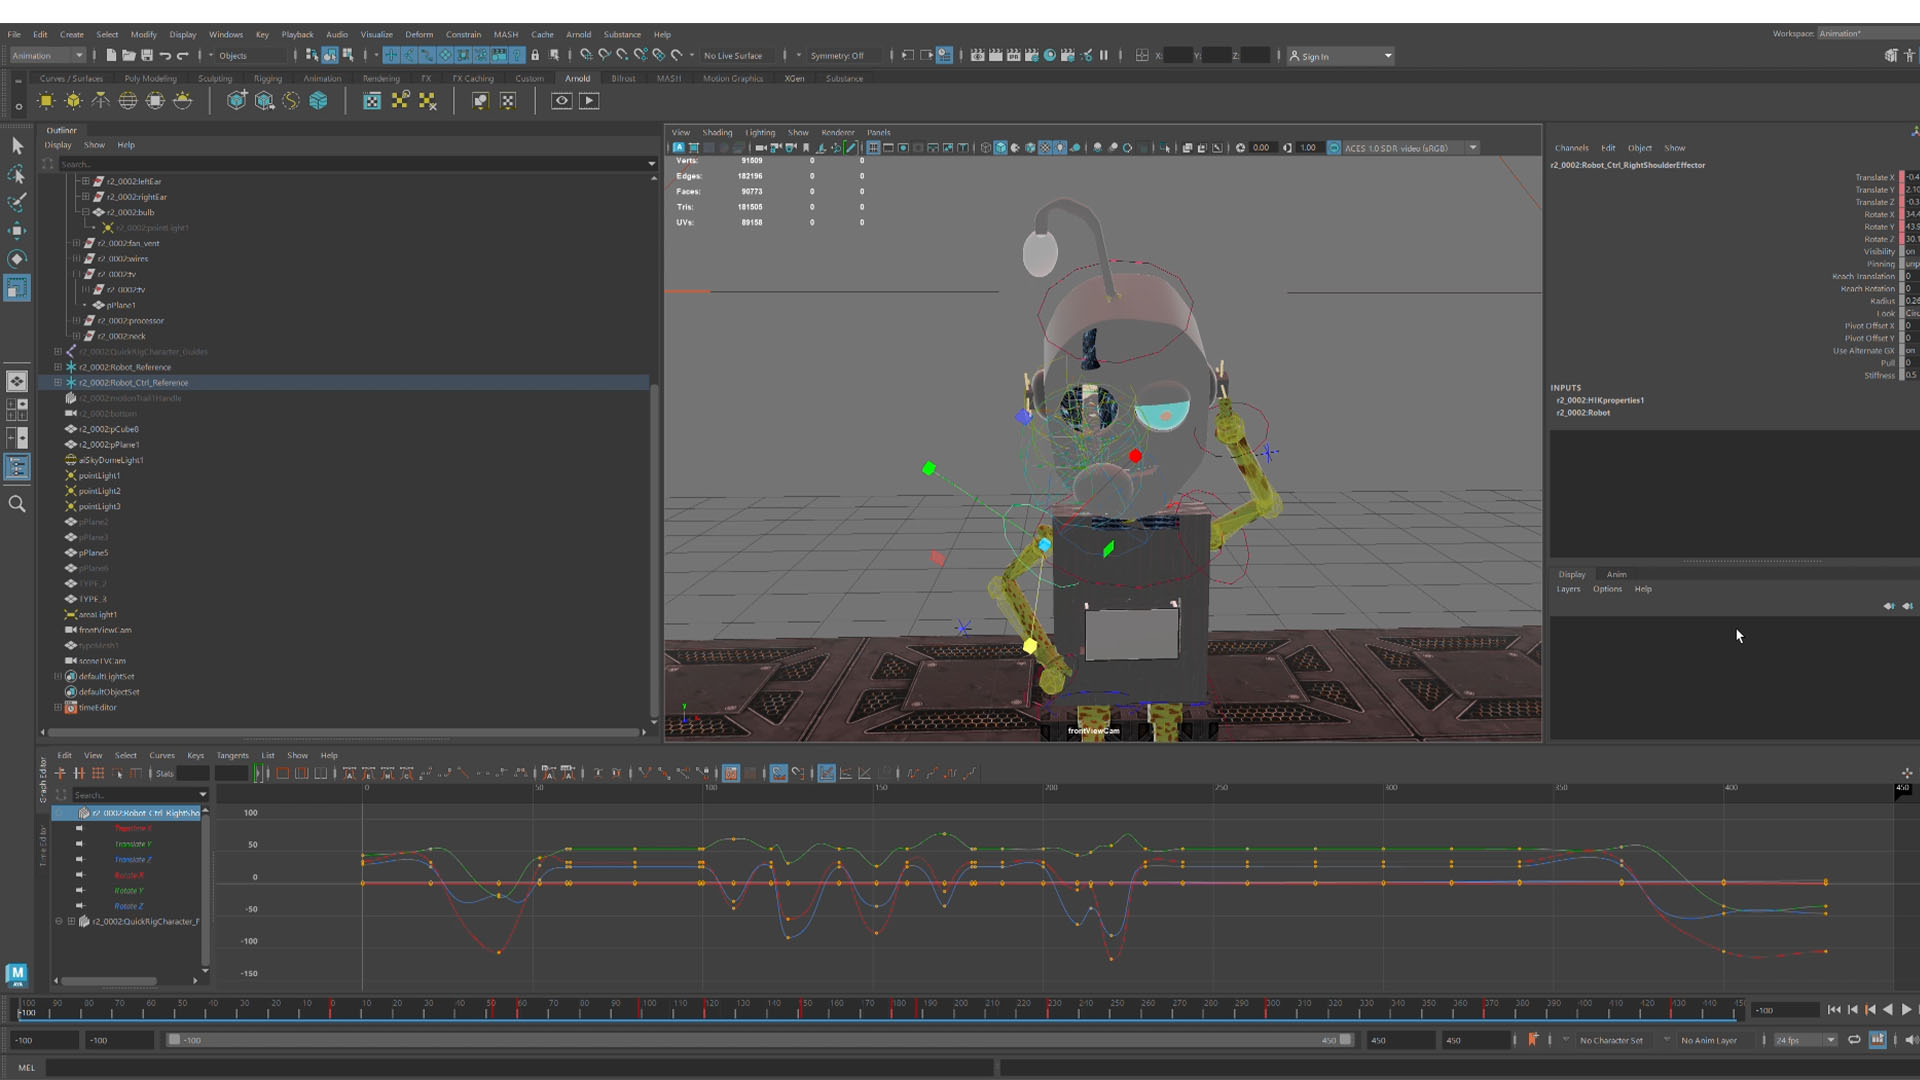 File Edit Create Select Modify Display Windows Key Playback Audio Visualize Deform Constrain MASH Cache Arnold Substance Help
Workspace: Animation*
Animation Objects No Live Surface Symmetry: Off X: Y: Z: Sign In
Curves / Surfaces Poly Modeling Sculpting Rigging Animation Rendering FX FX Caching Custom Arnold Bifrost MASH Motion Graphics XGen Substance
Outliner
Display Show Help
Search...
r2_0002:leftEar
r2_0002:rightEar
r2_0002:bulb
r2_0002:pointLight1
r2_0002:fan_vent
r2_0002:wires
r2_0002:tv
r2_0002:tv
pPlane1
r2_0002:processor
r2_0002:neck
r2_0002:QuickRigCharacter_Guides
r2_0002:Robot_Reference
r2_0002:Robot_Ctrl_Reference
r2_0002:motionTrail1Handle
r2_0002:bottom
r2_0002:pCube8
r2_0002:pPlane1
aiSkyDomeLight1
pointLight1
pointLight2
pointLight3
pPlane2
pPlane3
pPlane5
pPlane6
TYPE_2
TYPE_3
areaLight1
frontViewCam
typeMesh1
sceneTVCam
defaultLightSet
defaultObjectSet
timeEditor
View Shading Lighting Show Renderer Panels
0.00 1.00 ACES 1.0 SDR-video (sRGB)
Verts: 91509 0 0
Edges: 182196 0 0
Faces: 90773 0 0
Tris: 181505 0 0
UVs: 89158 0 0
frontViewCam
Channels Edit Object Show
r2_0002:Robot_Ctrl_RightShoulderEffector
Translate X -0.4
Translate Y 2.10
Translate Z -0.3
Rotate X 34.4
Rotate Y 43.9
Rotate Z 30.1
Visibility on
Pinning unp
Reach Translation 0
Reach Rotation 0
Radius 0.26
Look Circ
Pivot Offset X 0
Pivot Offset Y 0
Use Alternate GX on
Pull 0
Stiffness 0.5
INPUTS
r2_0002:HIKproperties1
r2_0002:Robot
Display Anim
Layers Options Help
Graph Editor
Time Editor
Edit View Select Curves Keys Tangents List Show Help
Stats
Search...
r2_0002:Robot_Ctrl_RightSho
Translate X
Translate Y
Translate Z
Rotate X
Rotate Y
Rotate Z
r2_0002:QuickRigCharacter_F
0 50 100 150 200 250 300 350 400 450
100
50
0
-50
-100
-150
100 90 80 70 60 50 40 30 20 10 0 10 20 30 40 50 60 70 80 90 100 110 120 130 140 150 160 170 180 190 200 210 220 230 240 250 260 270 280 290 300 310 320 330 340 350 360 370 380 390 400 410 420 430 440 45
-100
-100
-100 -100 -100 450 450 450 No Character Set No Anim Layer 24 fps
MEL